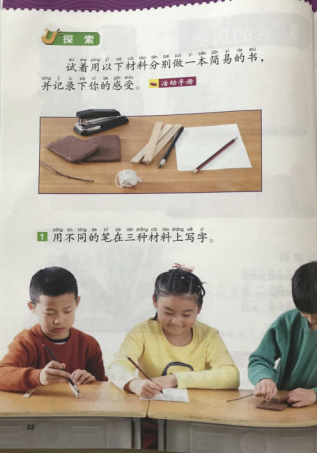 探 索
试着用以下材料分别做一本简易的书，
并记录下你的感受。 活动手册
1 用不同的笔在三种材料上写字。
32